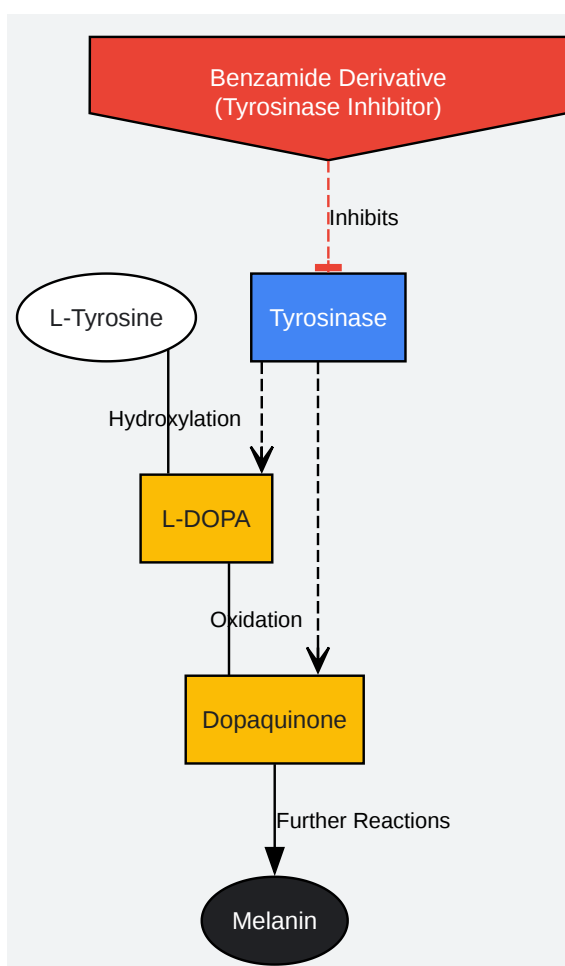 Benzamide Derivative
(Tyrosinase Inhibitor)
Inhibits
L-Tyrosine
Tyrosinase
Hydroxylation
L-DOPA
Oxidation
Dopaquinone
Further Reactions
Melanin